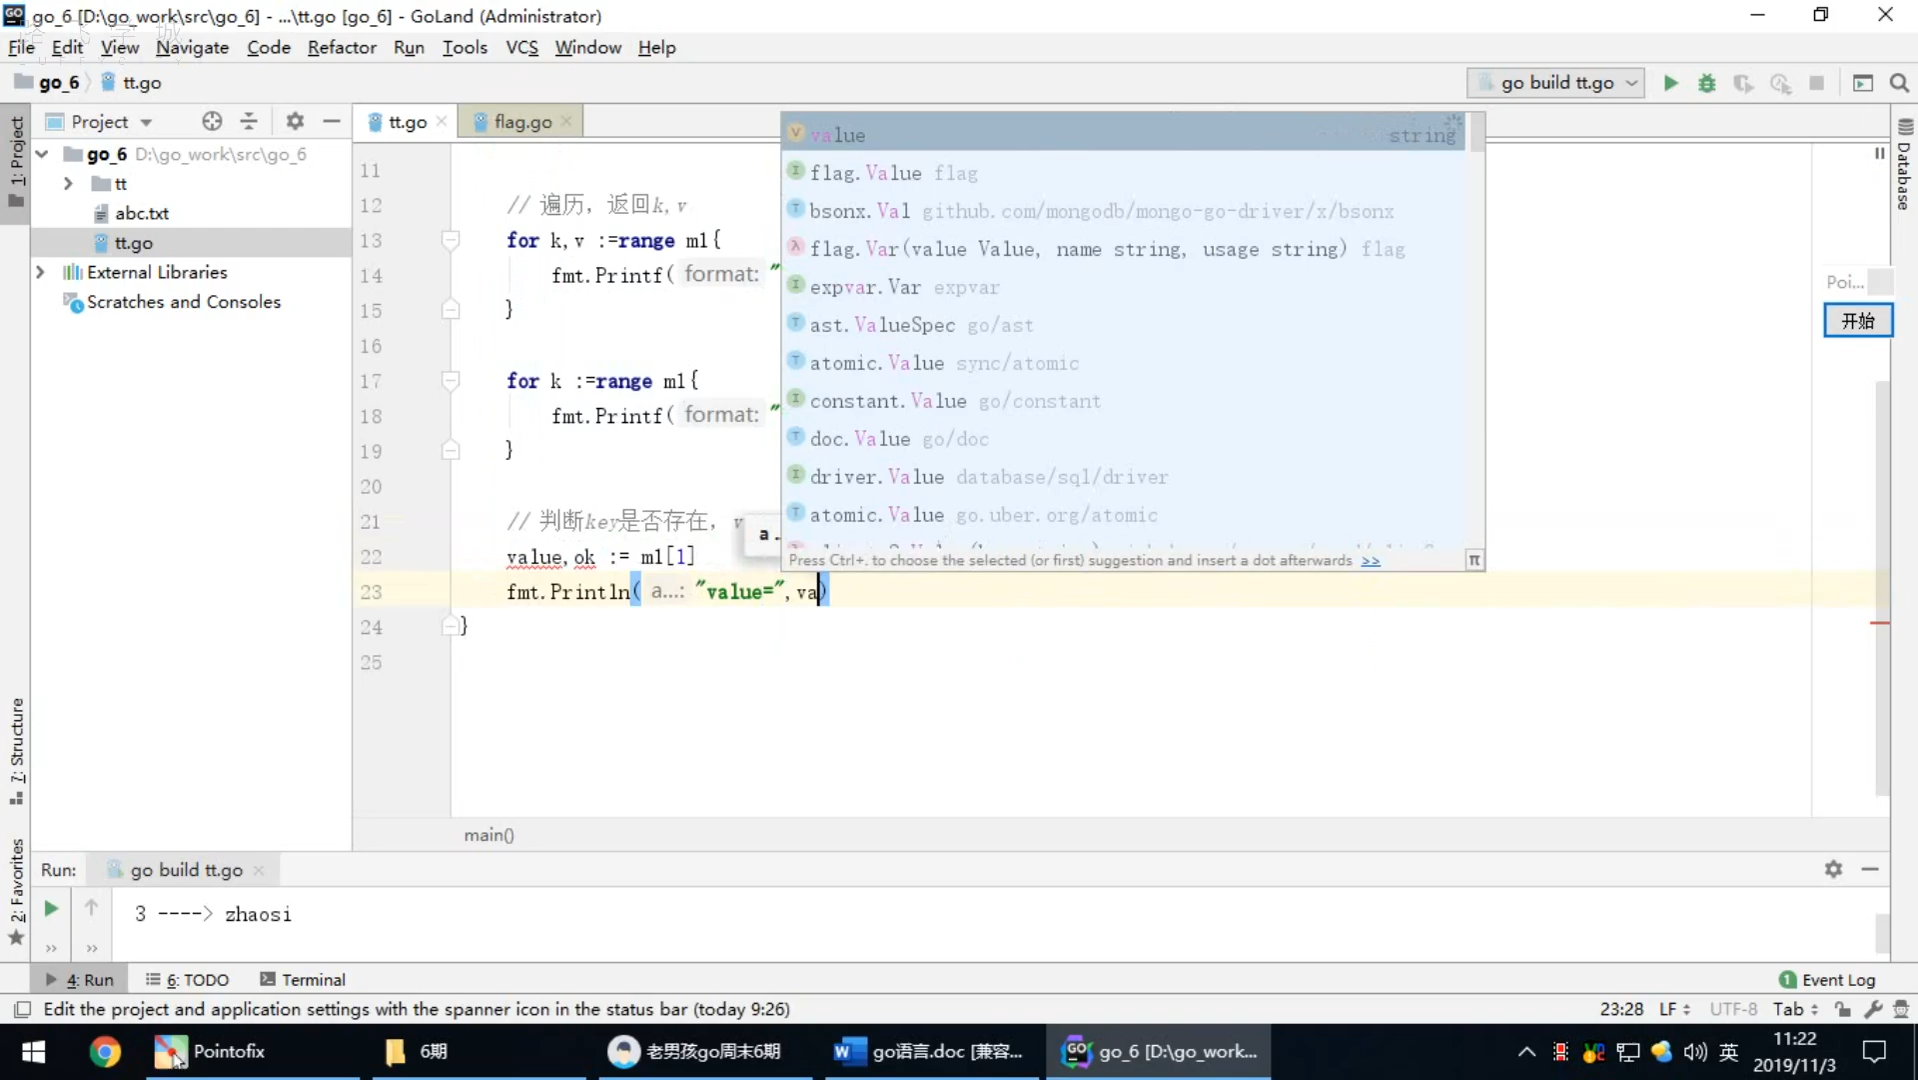 go_6 [D:\go_work\src\go_6] - ...\tt.go [go_6] - GoLand (Administrator)
File Edit View Navigate Code Refactor Run Tools VCS Window Help
go_6 tt.go
go build tt.go
1: Project
Project
tt.go
flag.go
go_6 D:\go_work\src\go_6
tt
abc.txt
tt.go
External Libraries
Scratches and Consoles
11
12 // 遍历，返回k,v
13 for k,v :=range m1{
14 fmt.Printf( format: "
15 }
16
17 for k :=range m1{
18 fmt.Printf( format: "
19 }
20
21 // 判断key是否存在， v
22 value,ok := m1[1]
23 fmt.Println( a...: "value=",va)
24 }
25
a .
value string
flag.Value flag
bsonx.Val github.com/mongodb/mongo-go-driver/x/bsonx
flag.Var(value Value, name string, usage string) flag
expvar.Var expvar
ast.ValueSpec go/ast
atomic.Value sync/atomic
constant.Value go/constant
doc.Value go/doc
driver.Value database/sql/driver
atomic.Value go.uber.org/atomic
Press Ctrl+. to choose the selected (or first) suggestion and insert a dot afterwards >>
π
Database
Poi...
开始
7: Structure
2: Favorites
main()
Run: go build tt.go
3 ----> zhaosi
4: Run 6: TODO Terminal
1 Event Log
Edit the project and application settings with the spanner icon in the status bar (today 9:26)
23:28 LF UTF-8 Tab
Pointofix
6期
老男孩go周末6期
go语言.doc [兼容...
go_6 [D:\go_work...
英
11:22
2019/11/3